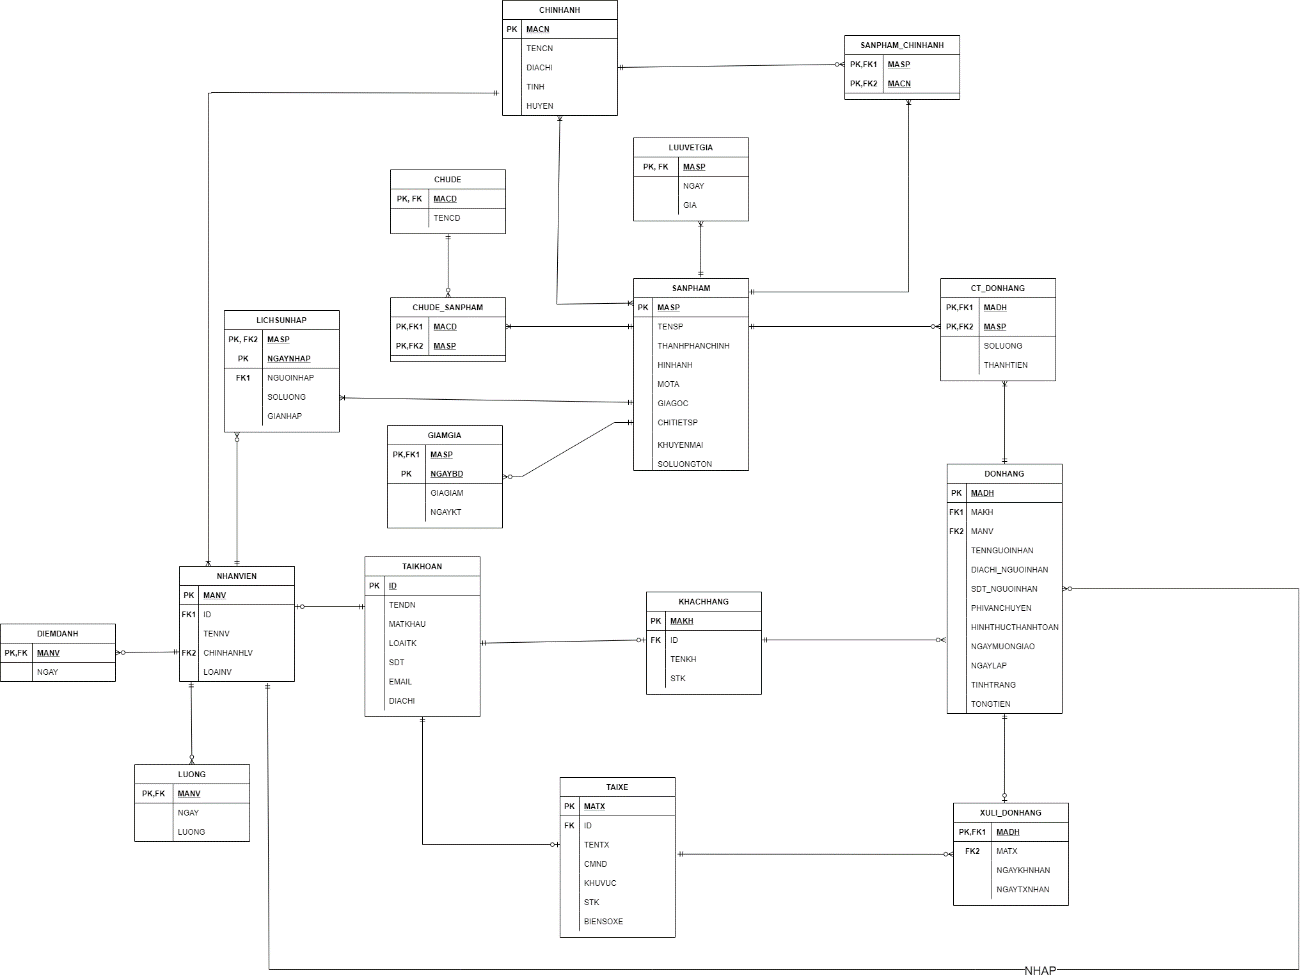 CHINHANH
PK MACN
TENCN
DIACHI
TINH
HUYEN
SANPHAM_CHINHANH
PK,FK1 MASP
PK,FK2 MACN
LUUVETGIA
PK, FK MASP
NGAY
GIA
CHUDE
PK, FK MACD
TENCD
SANPHAM
PK MASP
TENSP
THANHPHANCHINH
HINHANH
MOTA
GIAGOC
CHITIETSP
KHUYENMAI
SOLUONGTON
CT_DONHANG
PK,FK1 MADH
PK,FK2 MASP
SOLUONG
THANHTIEN
CHUDE_SANPHAM
PK,FK1 MACD
PK,FK2 MASP
LICHSUNHAP
PK, FK2 MASP
PK NGAYNHAP
FK1 NGUOINHAP
SOLUONG
GIANHAP
GIAMGIA
PK,FK1 MASP
PK NGAYBD
GIAGIAM
NGAYKT
DONHANG
PK MADH
FK1 MAKH
FK2 MANV
TENNGUOINHAN
DIACHI_NGUOINHAN
SDT_NGUOINHAN
PHIVANCHUYEN
HINHTHUCTHANHTOAN
NGAYMUONGIAO
NGAYLAP
TINHTRANG
TONGTIEN
NHANVIEN
PK MANV
FK1 ID
TENNV
FK2 CHINHANHLV
LOAINV
TAIKHOAN
PK ID
TENDN
MATKHAU
LOAITK
SDT
EMAIL
DIACHI
KHACHHANG
PK MAKH
FK ID
TENKH
STK
DIEMDANH
PK,FK MANV
NGAY
LUONG
PK,FK MANV
NGAY
LUONG
TAIXE
PK MATX
FK ID
TENTX
CMND
KHUVUC
STK
BIENSOXE
XULI_DONHANG
PK,FK1 MADH
FK2 MATX
NGAYKHNHAN
NGAYTXNHAN
NHAP